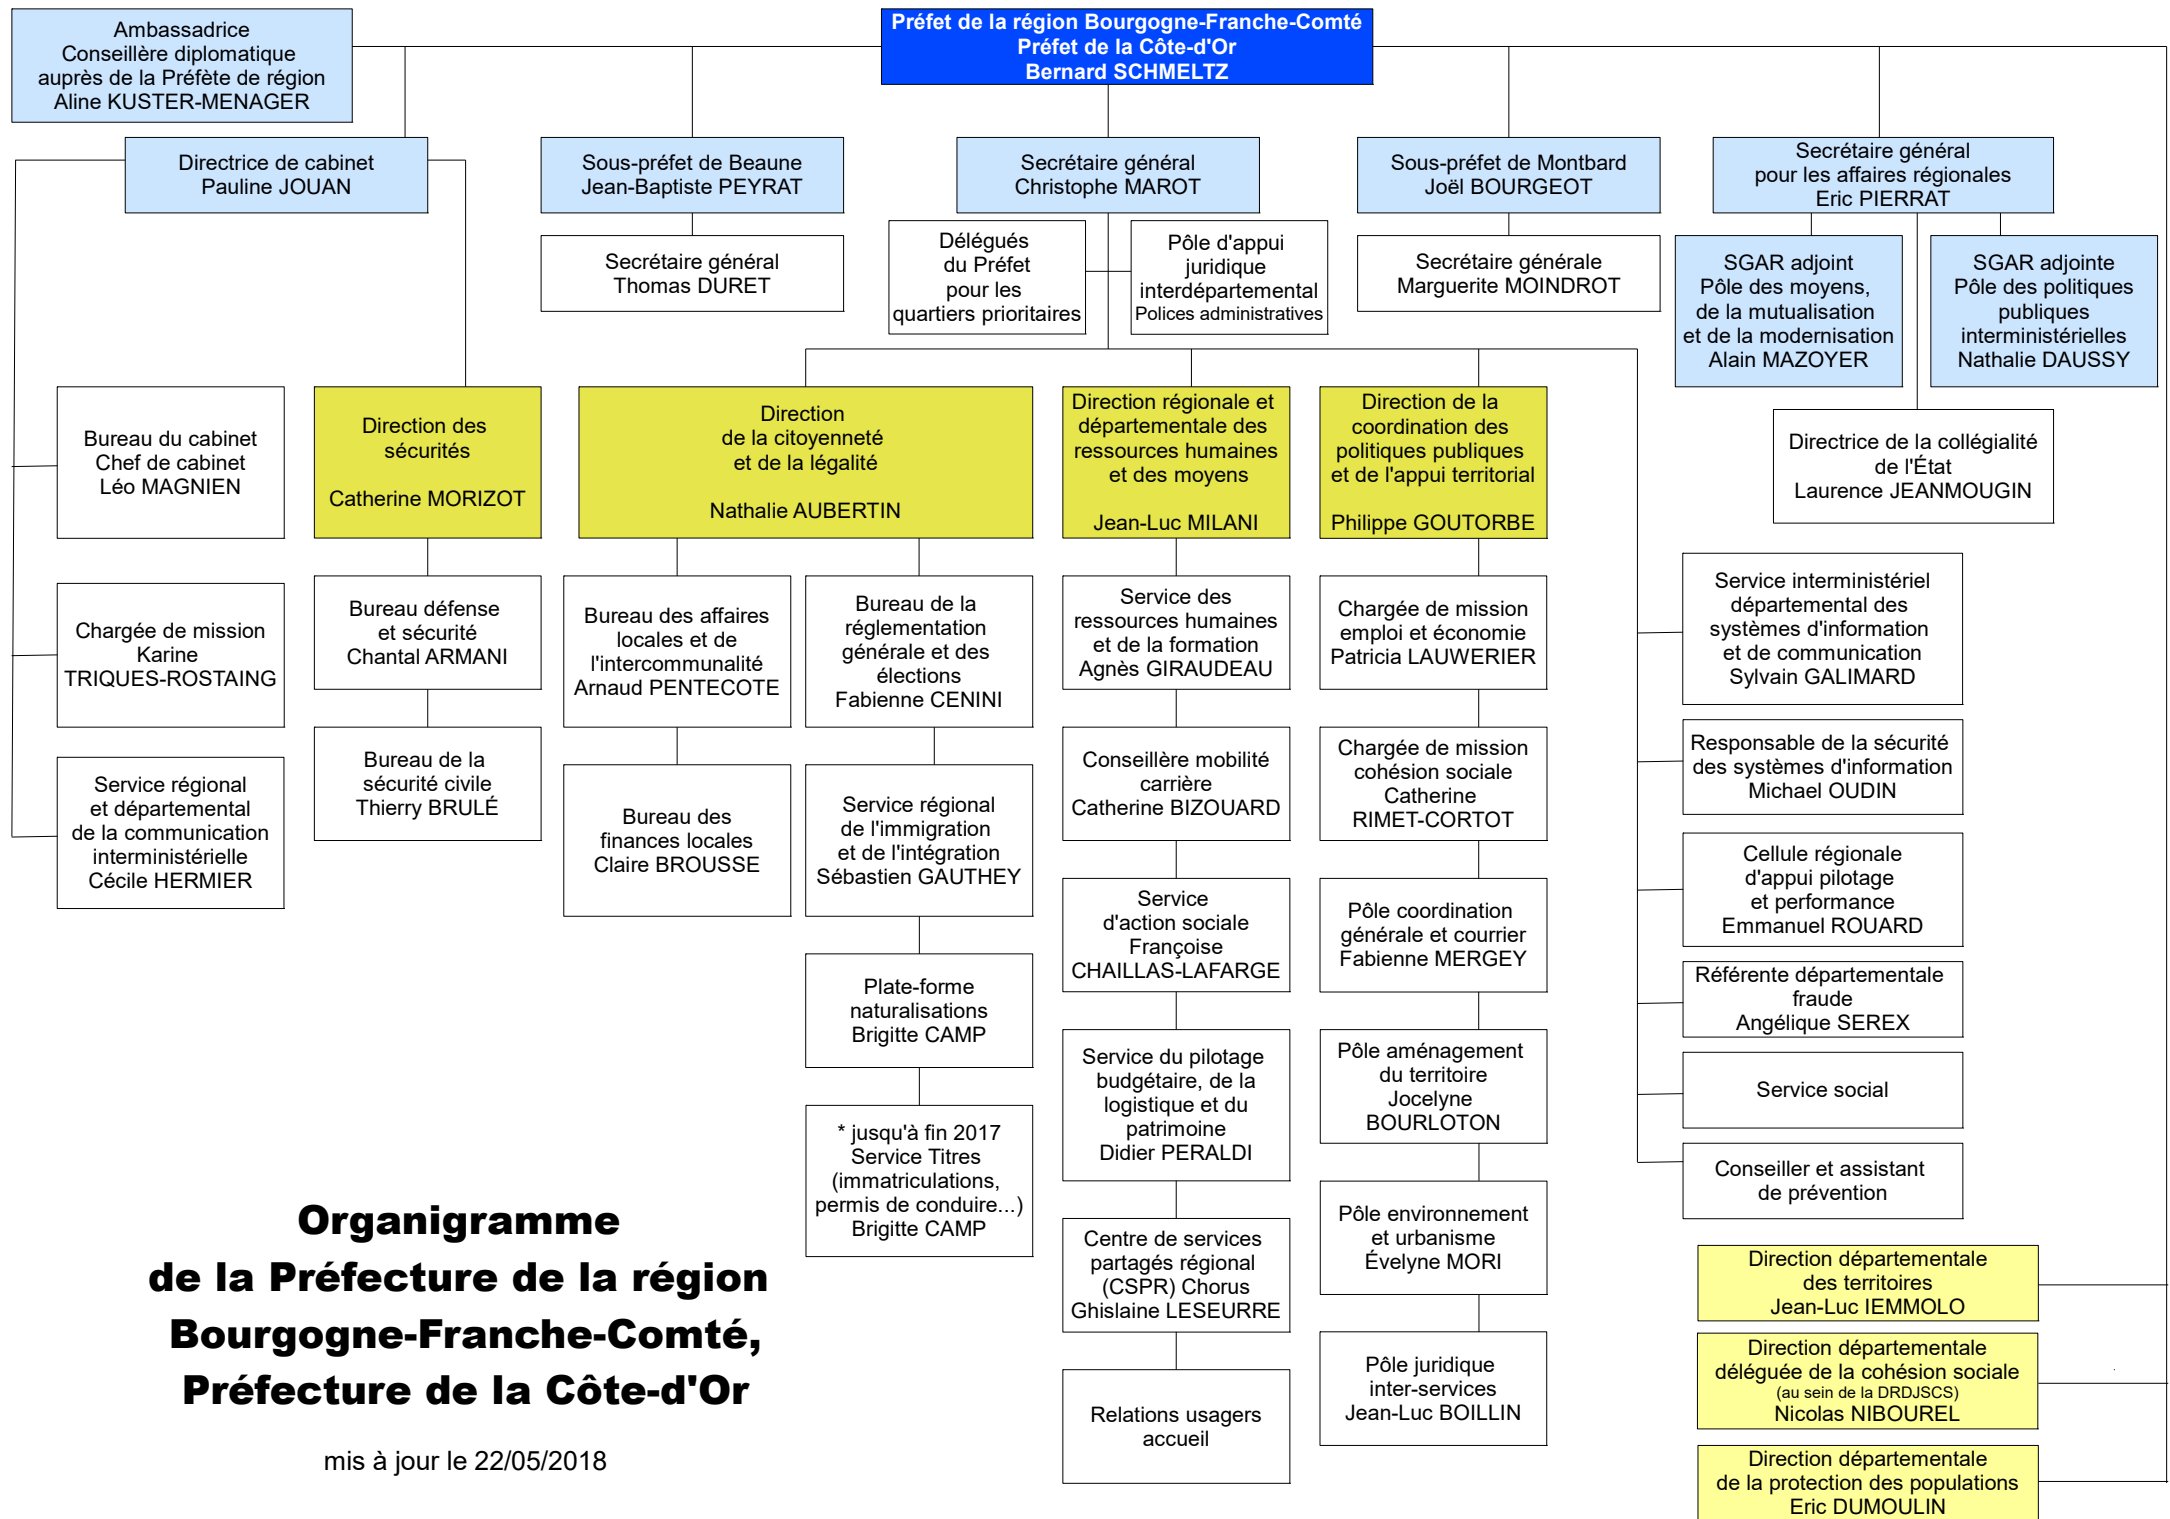 Ambassadrice
Conseillère diplomatique
auprès de la Préfète de région
Aline KUSTER-MENAGER
Préfet de la région Bourgogne-Franche-Comté
Préfet de la Côte-d'Or
Bernard SCHMELTZ
Directrice de cabinet
Pauline JOUAN
Sous-préfet de Beaune
Jean-Baptiste PEYRAT
Secrétaire général
Christophe MAROT
Sous-préfet de Montbard
Joël BOURGEOT
Secrétaire général
pour les affaires régionales
Eric PIERRAT
Secrétaire général
Thomas DURET
Délégués
du Préfet
pour les
quartiers prioritaires
Pôle d'appui
juridique
interdépartemental
Polices administratives
Secrétaire générale
Marguerite MOINDROT
SGAR adjoint
Pôle des moyens,
de la mutualisation
et de la modernisation
Alain MAZOYER
SGAR adjointe
Pôle des politiques
publiques
interministérielles
Nathalie DAUSSY
Directrice de la collégialité
de l'État
Laurence JEANMOUGIN
Bureau du cabinet
Chef de cabinet
Léo MAGNIEN
Chargée de mission
Karine
TRIQUES-ROSTAING
Service régional
et départemental
de la communication
interministérielle
Cécile HERMIER
Direction des
sécurités
Catherine MORIZOT
Bureau défense
et sécurité
Chantal ARMANI
Bureau de la
sécurité civile
Thierry BRULÉ
Direction
de la citoyenneté
et de la légalité
Nathalie AUBERTIN
Bureau des affaires
locales et de
l'intercommunalité
Arnaud PENTECOTE
Bureau des
finances locales
Claire BROUSSE
Bureau de la
réglementation
générale et des
élections
Fabienne CENINI
Service régional
de l'immigration
et de l'intégration
Sébastien GAUTHEY
Plate-forme
naturalisations
Brigitte CAMP
* jusqu'à fin 2017
Service Titres
(immatriculations,
permis de conduire...)
Brigitte CAMP
Direction régionale et
départementale des
ressources humaines
et des moyens
Jean-Luc MILANI
Service des
ressources humaines
et de la formation
Agnès GIRAUDEAU
Conseillère mobilité
carrière
Catherine BIZOUARD
Service
d'action sociale
Françoise
CHAILLAS-LAFARGE
Service du pilotage
budgétaire, de la
logistique et du
patrimoine
Didier PERALDI
Centre de services
partagés régional
(CSPR) Chorus
Ghislaine LESEURRE
Relations usagers
accueil
Direction de la
coordination des
politiques publiques
et de l'appui territorial
Philippe GOUTORBE
Chargée de mission
emploi et économie
Patricia LAUWERIER
Chargée de mission
cohésion sociale
Catherine
RIMET-CORTOT
Pôle coordination
générale et courrier
Fabienne MERGEY
Pôle aménagement
du territoire
Jocelyne
BOURLOTON
Pôle environnement
et urbanisme
Évelyne MORI
Pôle juridique
inter-services
Jean-Luc BOILLIN
Service interministériel
départemental des
systèmes d'information
et de communication
Sylvain GALIMARD
Responsable de la sécurité
des systèmes d'information
Michael OUDIN
Cellule régionale
d'appui pilotage
et performance
Emmanuel ROUARD
Référente départementale
fraude
Angélique SEREX
Service social
Conseiller et assistant
de prévention
Direction départementale
des territoires
Jean-Luc IEMMOLO
Direction départementale
déléguée de la cohésion sociale
(au sein de la DRDJSCS)
Nicolas NIBOUREL
Direction départementale
de la protection des populations
Eric DUMOULIN
Organigramme
de la Préfecture de la région
Bourgogne-Franche-Comté,
Préfecture de la Côte-d'Or
mis à jour le 22/05/2018